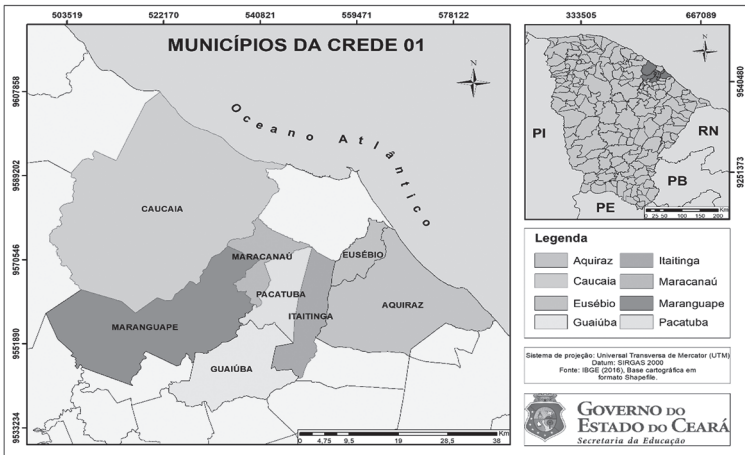 503519 522170 540821 559471 578122
MUNICÍPIOS DA CREDE 01
N
9607858
9589202
9570546
9551890
9533234
Oceano Atlântico
CAUCAIA
MARACANAÚ
EUSÉBIO
PACATUBA
ITAITINGA
AQUIRAZ
MARANGUAPE
GUAIÚBA
Km
0 4,75 9,5 19 28,5 38
333505 667089
N
9540480
9251373
PI
RN
PB
PE
Km
0 25 50 100 150 200
Legenda
Aquiraz Itaitinga
Caucaia Maracanaú
Eusébio Maranguape
Guaiúba Pacatuba
Sistema de projeção: Universal Transversa de Mercator (UTM)
Datum: SIRGAS 2000
Fonte: IBGE (2016), Base cartográfica em
formato Shapefile.
GOVERNO DO
ESTADO DO CEARÁ
Secretaria da Educação